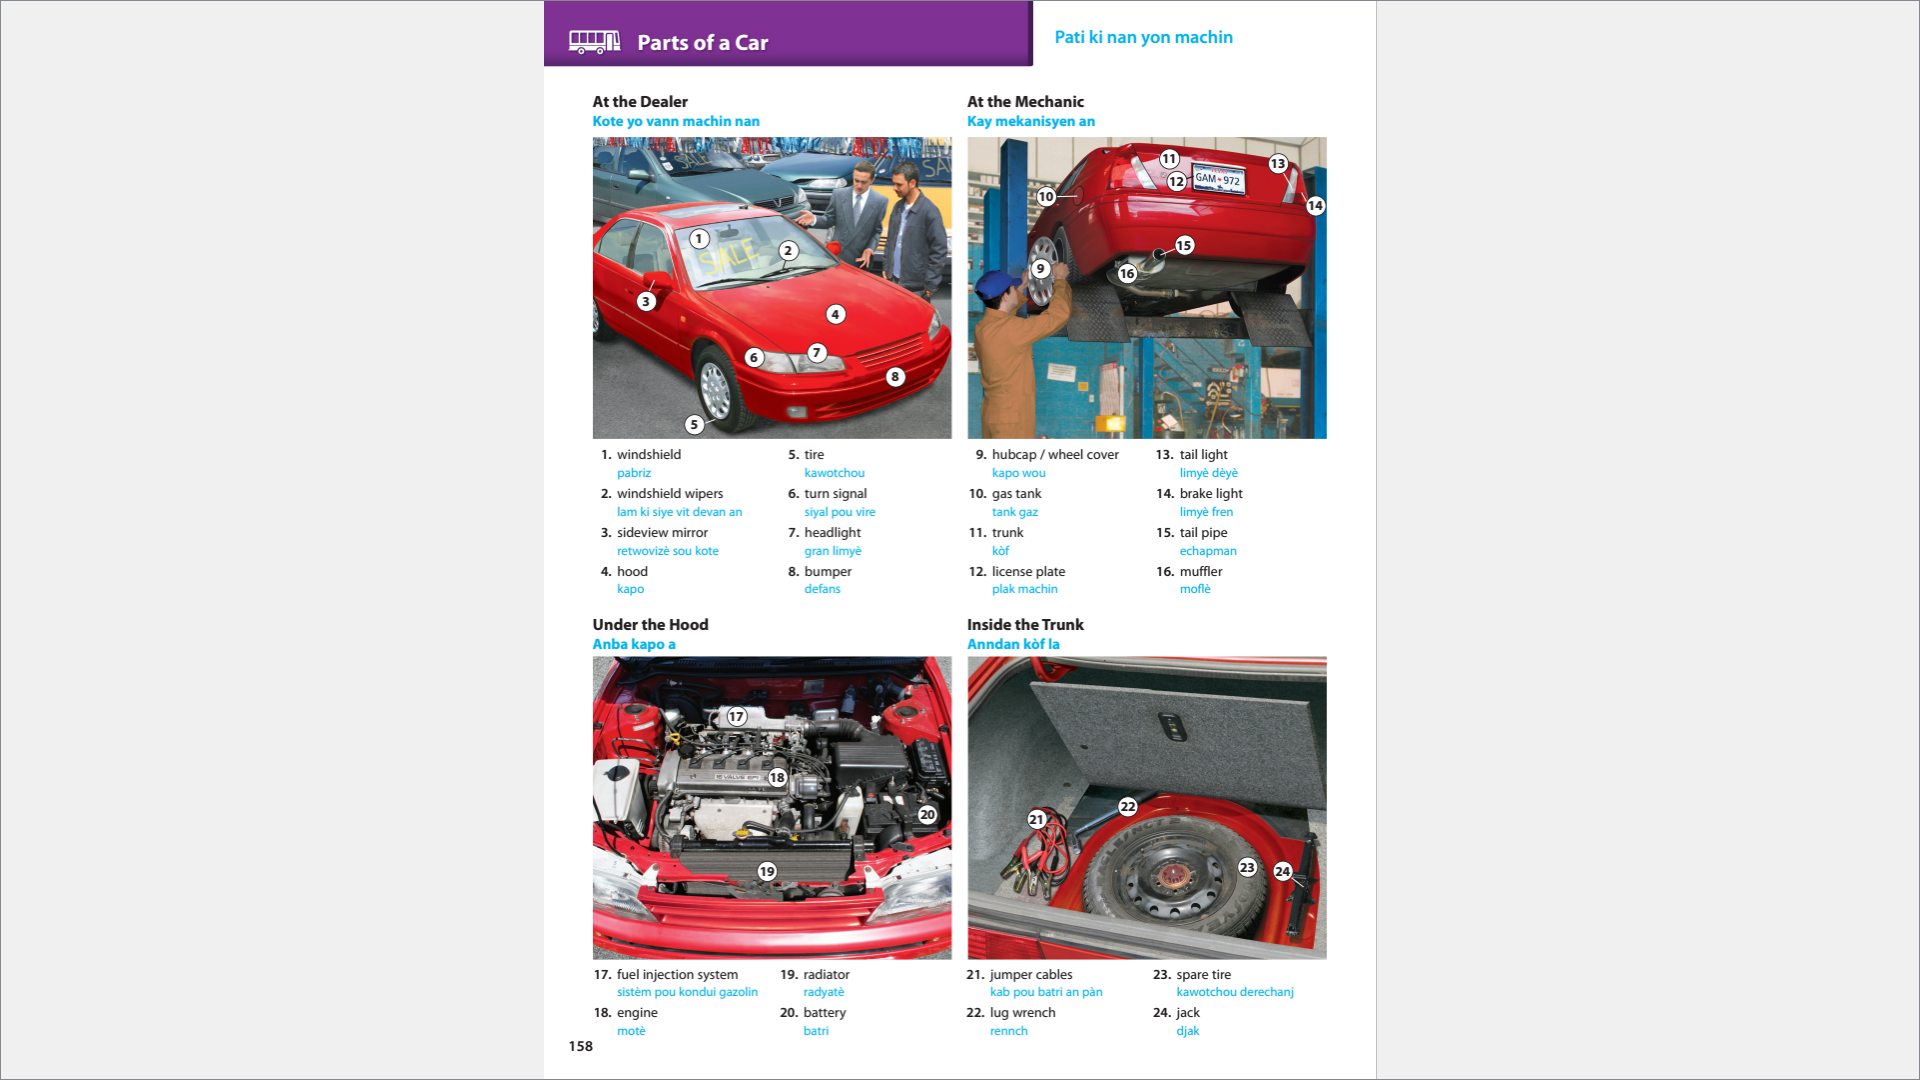 Parts of a Car
Pati ki nan yon machin
At the Dealer
Kote yo vann machin nan
SALE
SA
SALE
1
2
3
4
5
6
7
8
1. windshield
pabriz
2. windshield wipers
lam ki siye vit devan an
3. sideview mirror
retwovizè sou kote
4. hood
kapo
5. tire
kawotchou
6. turn signal
siyal pou vire
7. headlight
gran limyè
8. bumper
defans
At the Mechanic
Kay mekanisyen an
11
13
12
GAM 972
10
14
15
9
16
9. hubcap / wheel cover
kapo wou
10. gas tank
tank gaz
11. trunk
kòf
12. license plate
plak machin
13. tail light
limyè dèyè
14. brake light
limyè fren
15. tail pipe
echapman
16. muffler
moflè
Under the Hood
Anba kapo a
17
16 VALVE EFI
18
20
19
17. fuel injection system
sistèm pou kondui gazolin
18. engine
motè
19. radiator
radyatè
20. battery
batri
Inside the Trunk
Anndan kòf la
22
21
23
24
21. jumper cables
kab pou batri an pàn
22. lug wrench
rennch
23. spare tire
kawotchou derechanj
24. jack
djak
158